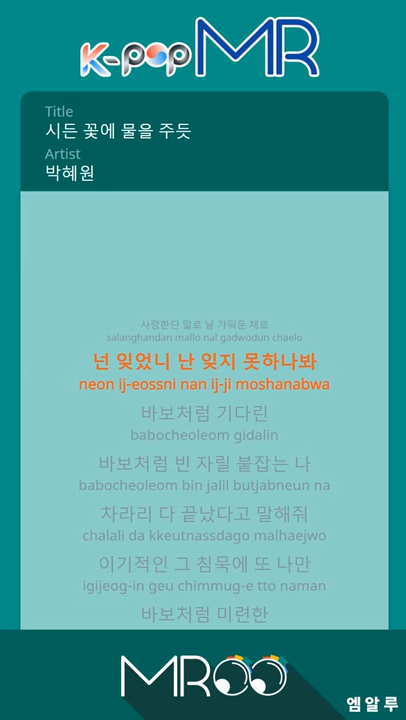 K-pop MR
Title
시든 꽃에 물을 주듯
Artist
박혜원
사랑한단 말로 날 가둬둔 채로
salanghandan mallo nal gadwodun chaelo
넌 잊었니 난 잊지 못하나봐
neon ij-eossni nan ij-ji moshanabwa
바보처럼 기다린
babocheoleom gidalin
바보처럼 빈 자릴 붙잡는 나
babocheoleom bin jalil butjabneun na
차라리 다 끝났다고 말해줘
chalali da kkeutnassdago malhaejwo
이기적인 그 침묵에 또 나만
igijeog-in geu chimmug-e tto naman
바보처럼 미련한
MROO
엠알루